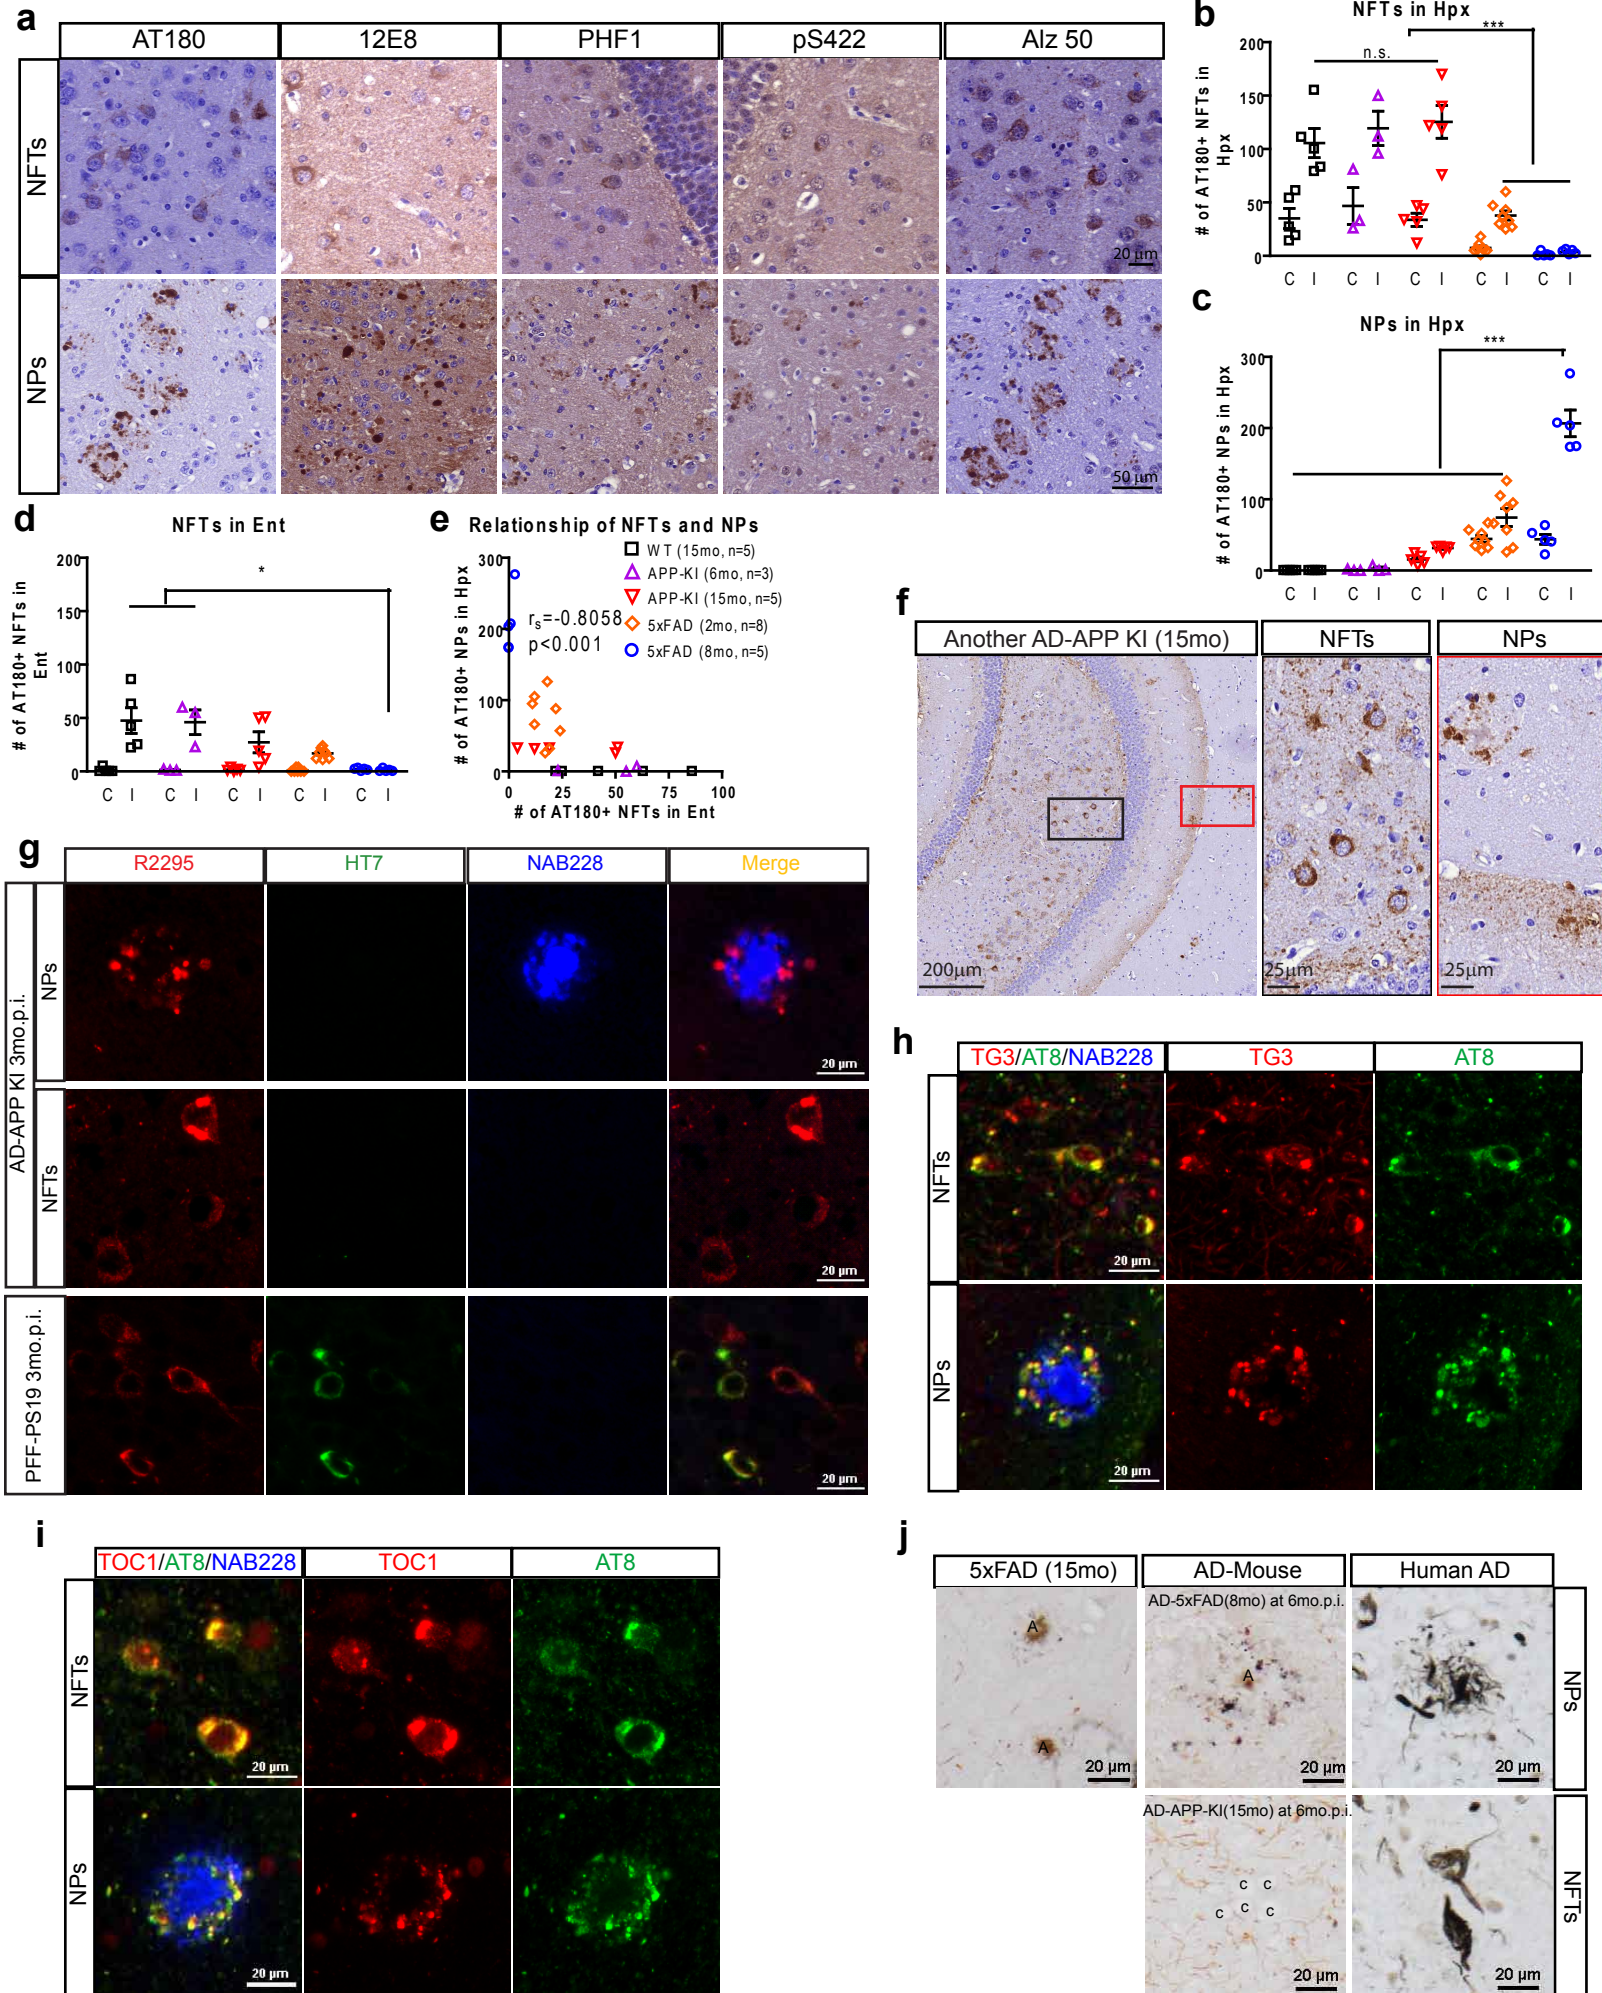 a
AT180
12E8
PHF1
pS422
Alz 50
NFTs
20 µm
NPs
50 µm
b
NFTs in Hpx
***
n.s.
# of AT180+ NFTs in
Hpx
200
150
100
50
0
C I C I C I C I C I
c
NPs in Hpx
***
# of AT180+ NPs in Hpx
300
200
100
0
C I C I C I C I C I
d
NFTs in Ent
*
# of AT180+ NFTs in
Ent
200
150
100
50
0
C I C I C I C I C I
e
Relationship of NFTs and NPs
# of AT180+ NPs in Hpx
300
200
100
0
WT (15mo, n=5)
APP-KI (6mo, n=3)
APP-KI (15mo, n=5)
5xFAD (2mo, n=8)
5xFAD (8mo, n=5)
rs=-0.8058
p<0.001
0 25 50 75 100
# of AT180+ NFTs in Ent
f
Another AD-APP KI (15mo)
NFTs
NPs
200µm
25µm
25µm
g
R2295
HT7
NAB228
Merge
AD-APP KI 3mo.p.i.
NPs
20 µm
NFTs
20 µm
PFF-PS19 3mo.p.i.
20 µm
h
TG3/AT8/NAB228
TG3
AT8
NFTs
20 µm
NPs
20 µm
i
TOC1/AT8/NAB228
TOC1
AT8
NFTs
20 µm
NPs
20 µm
j
5xFAD (15mo)
AD-Mouse
Human AD
AD-5xFAD(8mo) at 6mo.p.i.
A
A
A
20 µm
20 µm
20 µm
NPs
AD-APP-KI(15mo) at 6mo.p.i.
c c
c c c
20 µm
20 µm
NFTs